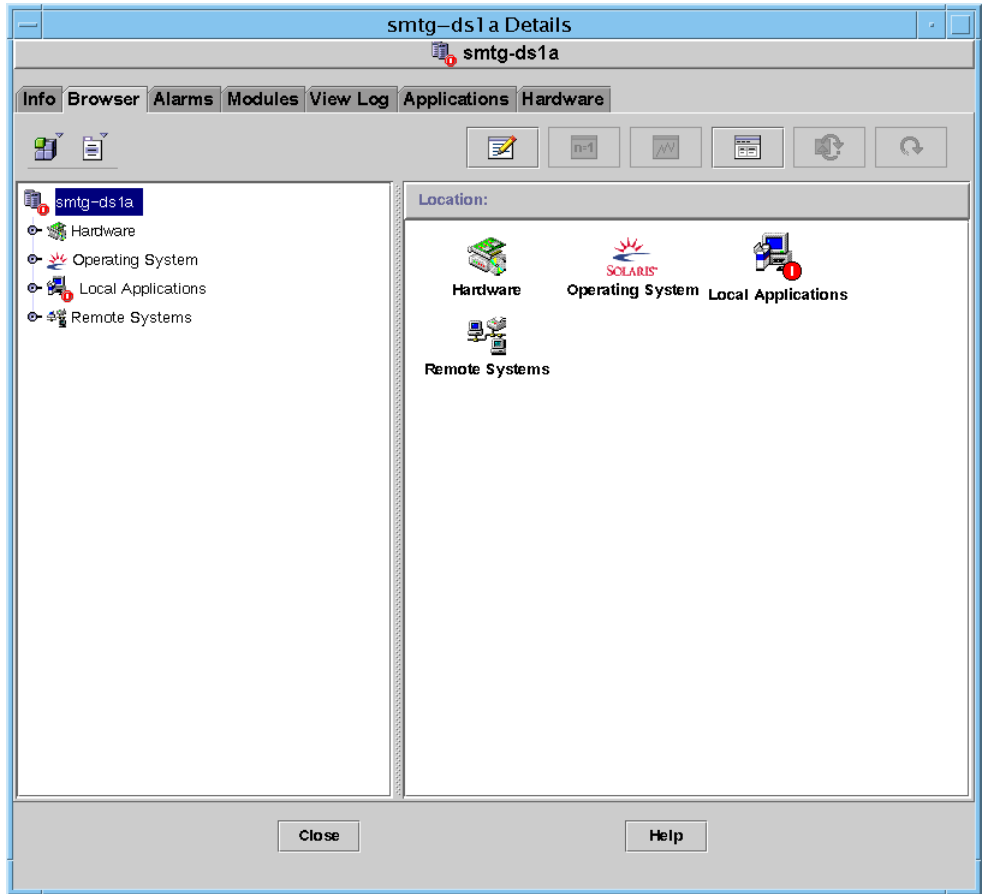 smtg-ds1a Details
smtg-ds1a
Info Browser Alarms Modules View Log Applications Hardware
n=1
smtg-ds1a
Hardware
Operating System
Local Applications
Remote Systems
Location:
Hardware
SOLARIS
Operating System
Local Applications
Remote Systems
Close Help